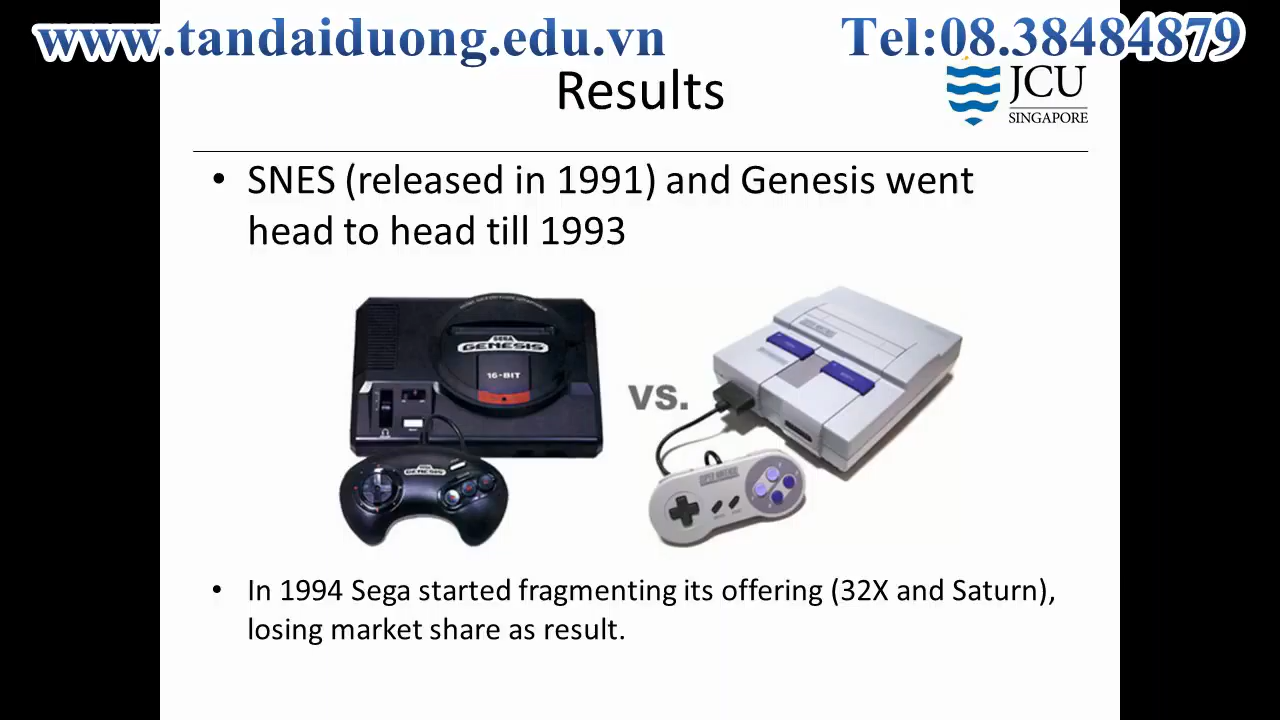 www.tandaiduong.edu.vn
Tel:08.38484879
Results
JCU
SINGAPORE
• SNES (released in 1991) and Genesis went
head to head till 1993
SEGA
GENESIS
16-BIT
VS.
SEGA
GENESIS
• In 1994 Sega started fragmenting its offering (32X and Saturn),
losing market share as result.